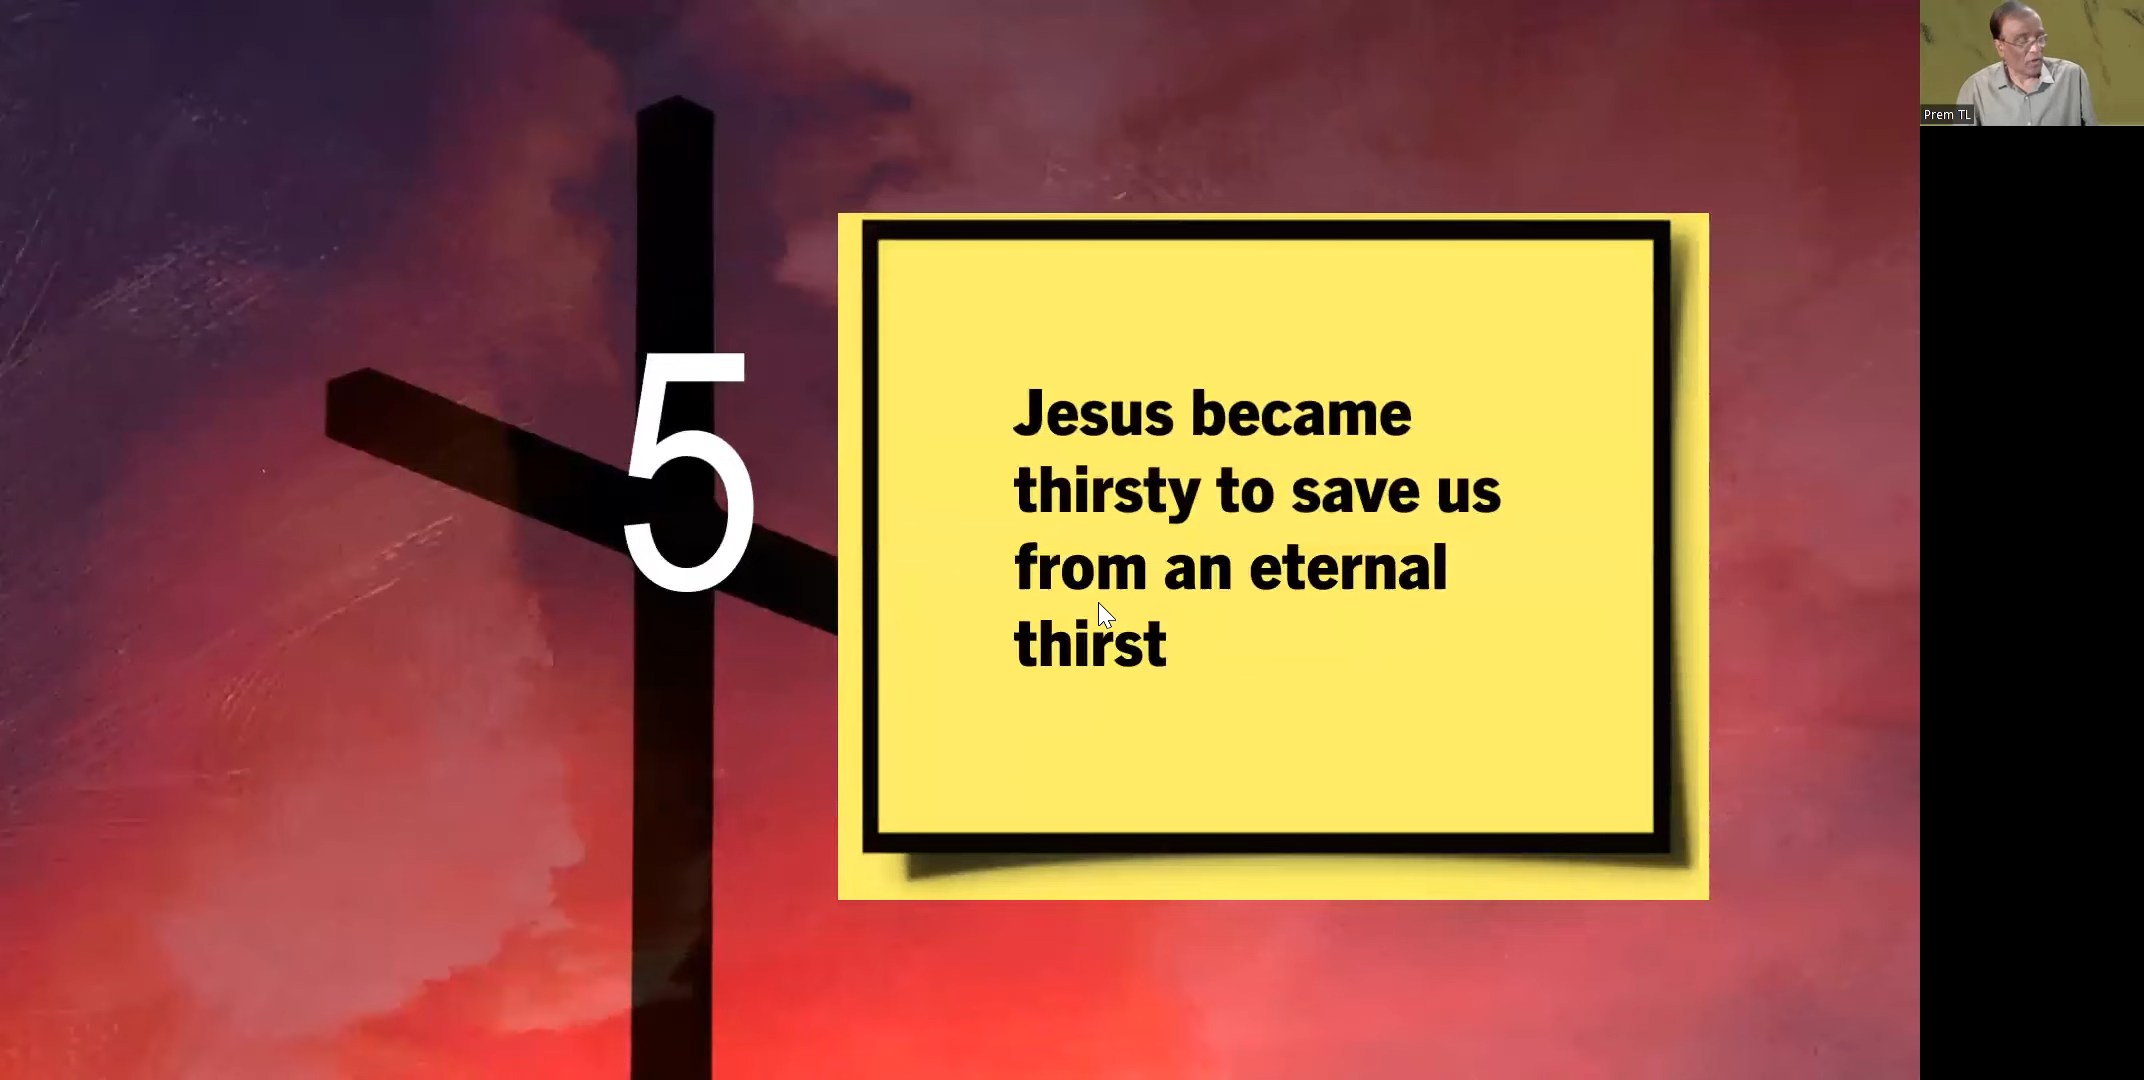 5
Jesus became
thirsty to save us
from an eternal
thirst
Prem TL